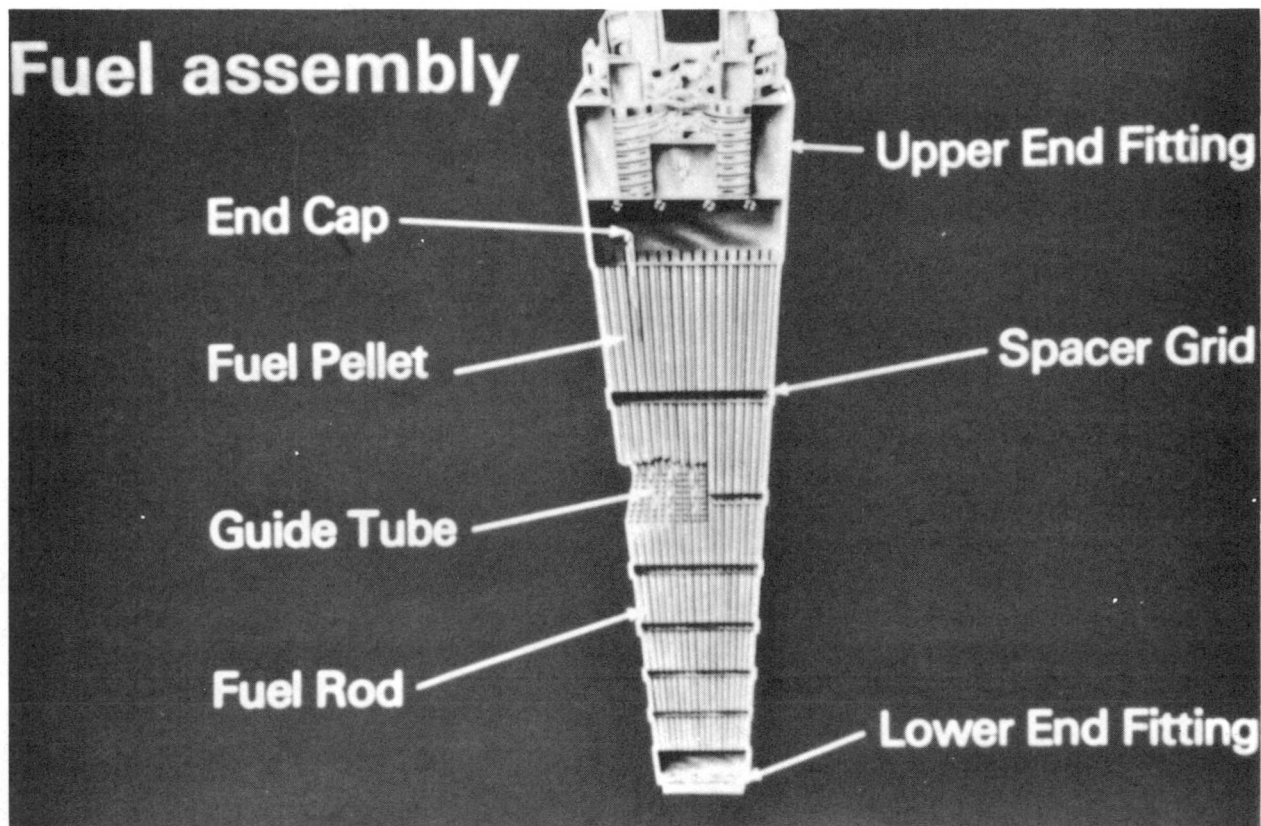 Fuel assembly
Upper End Fitting
End Cap
Spacer Grid
Fuel Pellet
Guide Tube
Fuel Rod
Lower End Fitting